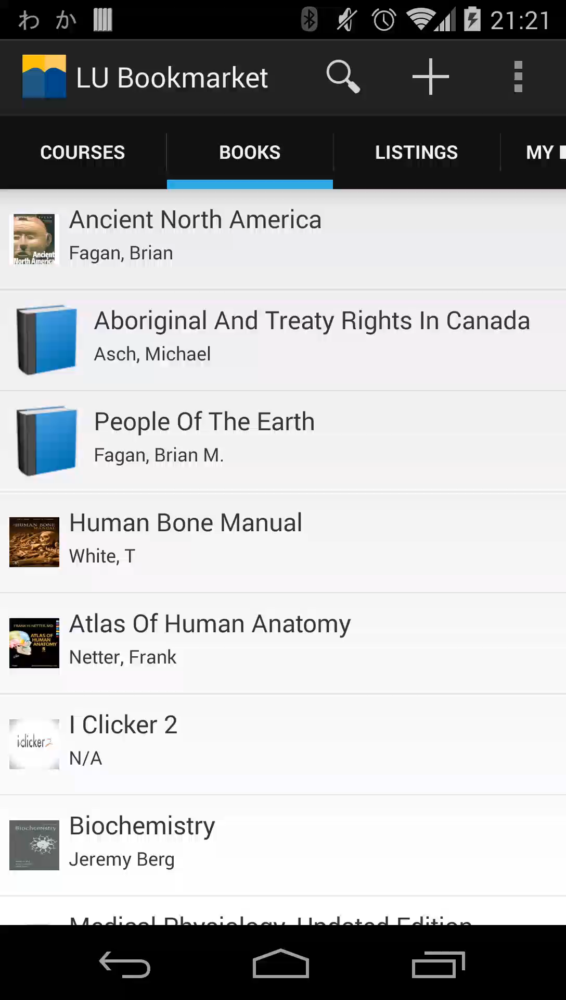 わ か 21:21
LU Bookmarket
COURSES BOOKS LISTINGS MY
Ancient North America
Fagan, Brian
Ancient
North America
Aboriginal And Treaty Rights In Canada
Asch, Michael
People Of The Earth
Fagan, Brian M.
Human Bone Manual
White, T
HUMAN BONE
MANUAL
Atlas Of Human Anatomy
Netter, Frank
FRANK H. NETTER, MD
ATLAS OF
HUMAN
ANATOMY
5
I Clicker 2
N/A
i>clicker 2
Biochemistry
Jeremy Berg
Biochemistry
Medical Physiology, Updated Edition